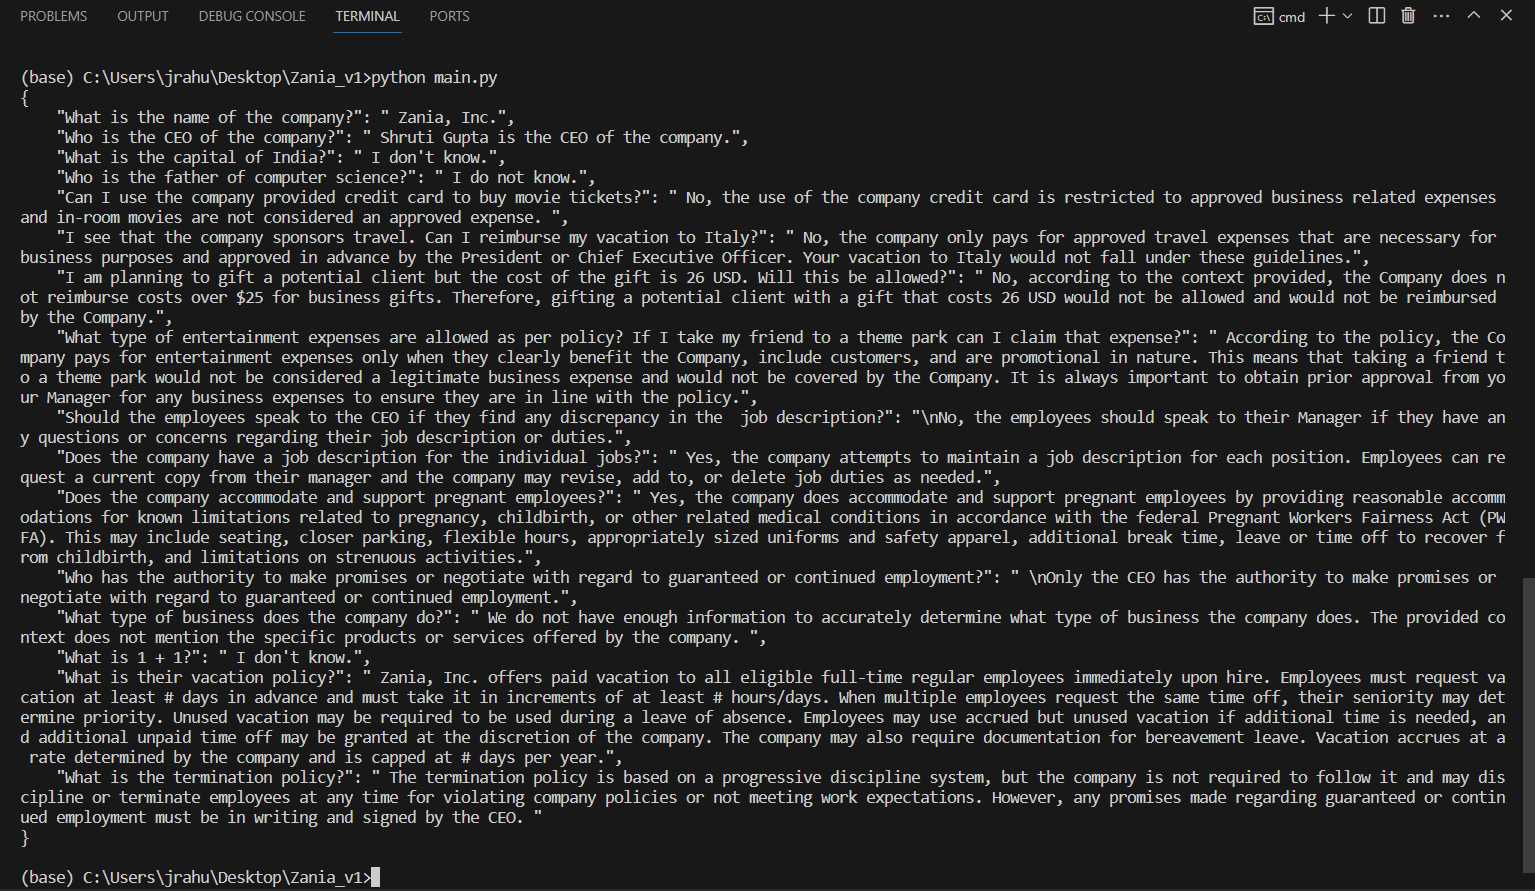 PROBLEMS OUTPUT DEBUG CONSOLE TERMINAL PORTS cmd
(base) C:\Users\jrahu\Desktop\Zania_v1>python main.py
{
    "What is the name of the company?": " Zania, Inc.",
    "Who is the CEO of the company?": " Shruti Gupta is the CEO of the company.",
    "What is the capital of India?": " I don't know.",
    "Who is the father of computer science?": " I do not know.",
    "Can I use the company provided credit card to buy movie tickets?": " No, the use of the company credit card is restricted to approved business related expenses
and in-room movies are not considered an approved expense. ",
    "I see that the company sponsors travel. Can I reimburse my vacation to Italy?": " No, the company only pays for approved travel expenses that are necessary for
business purposes and approved in advance by the President or Chief Executive Officer. Your vacation to Italy would not fall under these guidelines.",
    "I am planning to gift a potential client but the cost of the gift is 26 USD. Will this be allowed?": " No, according to the context provided, the Company does n
ot reimburse costs over $25 for business gifts. Therefore, gifting a potential client with a gift that costs 26 USD would not be allowed and would not be reimbursed
by the Company.",
    "What type of entertainment expenses are allowed as per policy? If I take my friend to a theme park can I claim that expense?": " According to the policy, the Co
mpany pays for entertainment expenses only when they clearly benefit the Company, include customers, and are promotional in nature. This means that taking a friend t
o a theme park would not be considered a legitimate business expense and would not be covered by the Company. It is always important to obtain prior approval from yo
ur Manager for any business expenses to ensure they are in line with the policy.",
    "Should the employees speak to the CEO if they find any discrepancy in the  job description?": "\nNo, the employees should speak to their Manager if they have an
y questions or concerns regarding their job description or duties.",
    "Does the company have a job description for the individual jobs?": " Yes, the company attempts to maintain a job description for each position. Employees can re
quest a current copy from their manager and the company may revise, add to, or delete job duties as needed.",
    "Does the company accommodate and support pregnant employees?": " Yes, the company does accommodate and support pregnant employees by providing reasonable accomm
odations for known limitations related to pregnancy, childbirth, or other related medical conditions in accordance with the federal Pregnant Workers Fairness Act (PW
FA). This may include seating, closer parking, flexible hours, appropriately sized uniforms and safety apparel, additional break time, leave or time off to recover f
rom childbirth, and limitations on strenuous activities.",
    "Who has the authority to make promises or negotiate with regard to guaranteed or continued employment?": " \nOnly the CEO has the authority to make promises or
negotiate with regard to guaranteed or continued employment.",
    "What type of business does the company do?": " We do not have enough information to accurately determine what type of business the company does. The provided co
ntext does not mention the specific products or services offered by the company. ",
    "What is 1 + 1?": " I don't know.",
    "What is their vacation policy?": " Zania, Inc. offers paid vacation to all eligible full-time regular employees immediately upon hire. Employees must request va
cation at least # days in advance and must take it in increments of at least # hours/days. When multiple employees request the same time off, their seniority may det
ermine priority. Unused vacation may be required to be used during a leave of absence. Employees may use accrued but unused vacation if additional time is needed, an
d additional unpaid time off may be granted at the discretion of the company. The company may also require documentation for bereavement leave. Vacation accrues at a
 rate determined by the company and is capped at # days per year.",
    "What is the termination policy?": " The termination policy is based on a progressive discipline system, but the company is not required to follow it and may dis
cipline or terminate employees at any time for violating company policies or not meeting work expectations. However, any promises made regarding guaranteed or contin
ued employment must be in writing and signed by the CEO. "
}
(base) C:\Users\jrahu\Desktop\Zania_v1>